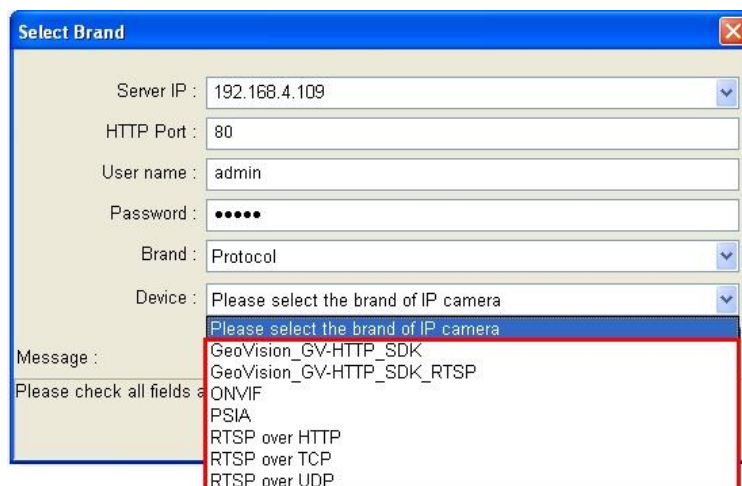 Select Brand
Server IP : 192.168.4.109
HTTP Port : 80
User name : admin
Password : •••••
Brand : Protocol
Device : Please select the brand of IP camera
Please select the brand of IP camera
Message :
GeoVision_GV-HTTP_SDK
GeoVision_GV-HTTP_SDK_RTSP
Please check all fields a
ONVIF
PSIA
RTSP over HTTP
RTSP over TCP
RTSP over UDP